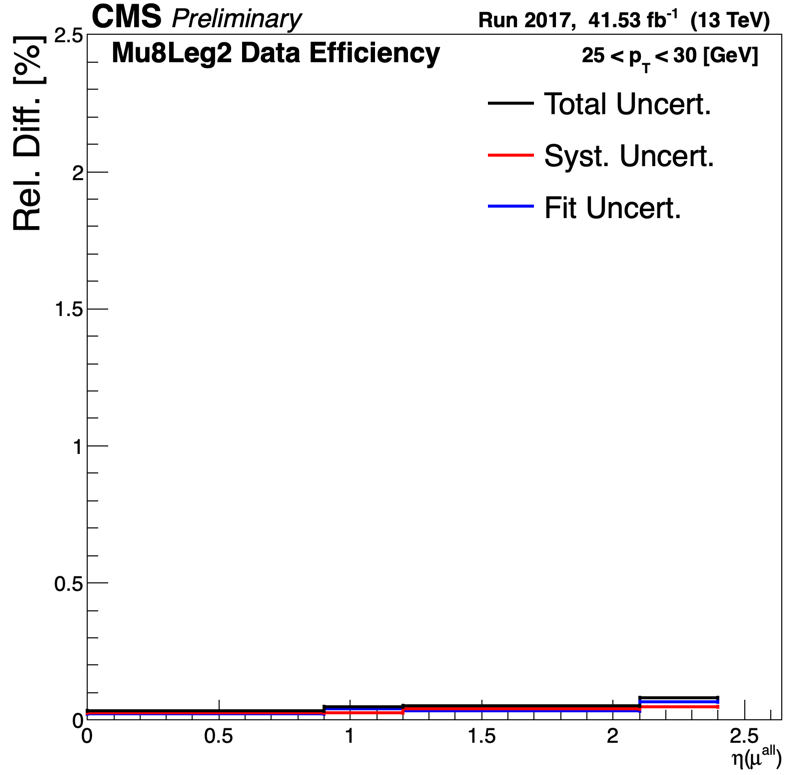 CMS Preliminary Run 2017, 41.53 fb⁻¹ (13 TeV)
Mu8Leg2 Data Efficiency 25 < p_T < 30 [GeV]
Rel. Diff. [%]
Total Uncert.
Syst. Uncert.
Fit Uncert.
2.5
2
1.5
1
0.5
0
0 0.5 1 1.5 2 2.5
η(μ^all)